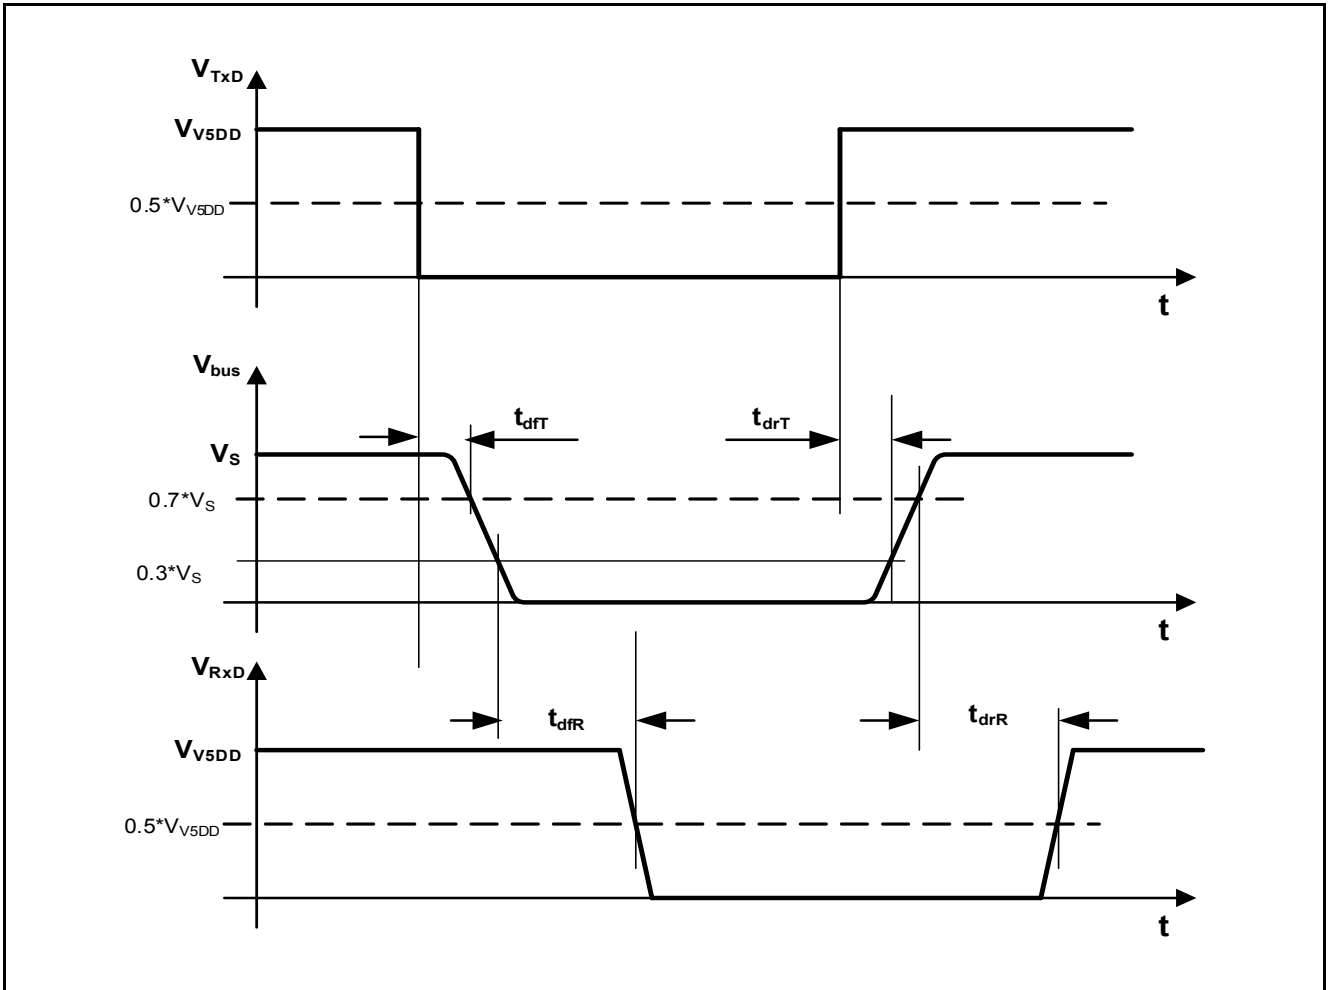 V_TxD
V_V5DD
0.5*V_V5DD
t
V_bus
t_dfT
t_drT
V_S
0.7*V_S
0.3*V_S
t
V_RxD
t_dfR
t_drR
V_V5DD
0.5*V_V5DD
t